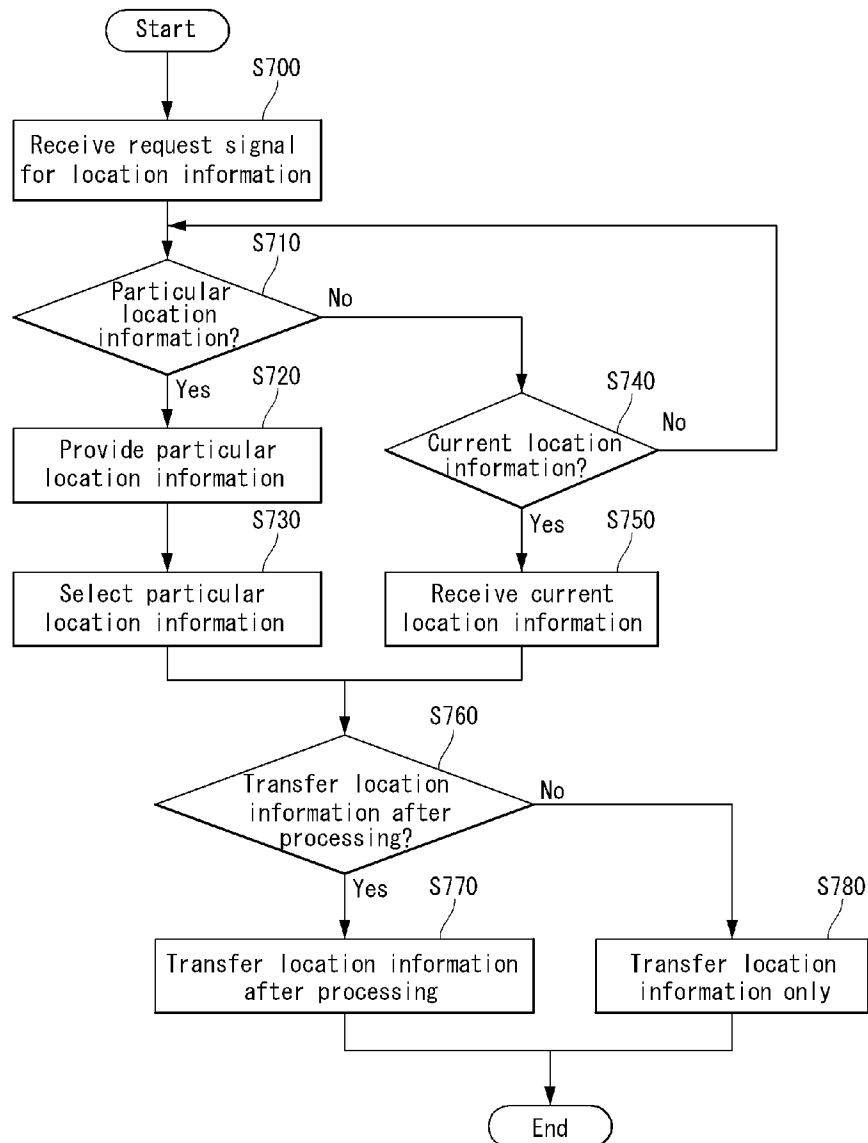 Start
S700
Receive request signal
for location information
S710
Particular
location
information?
No
Yes
S720
S740
Provide particular
location information
Current location
information?
No
S730
Yes
S750
Select particular
location information
Receive current
location information
S760
Transfer location
information after
processing?
No
Yes
S770
S780
Transfer location information
after processing
Transfer location
information only
End